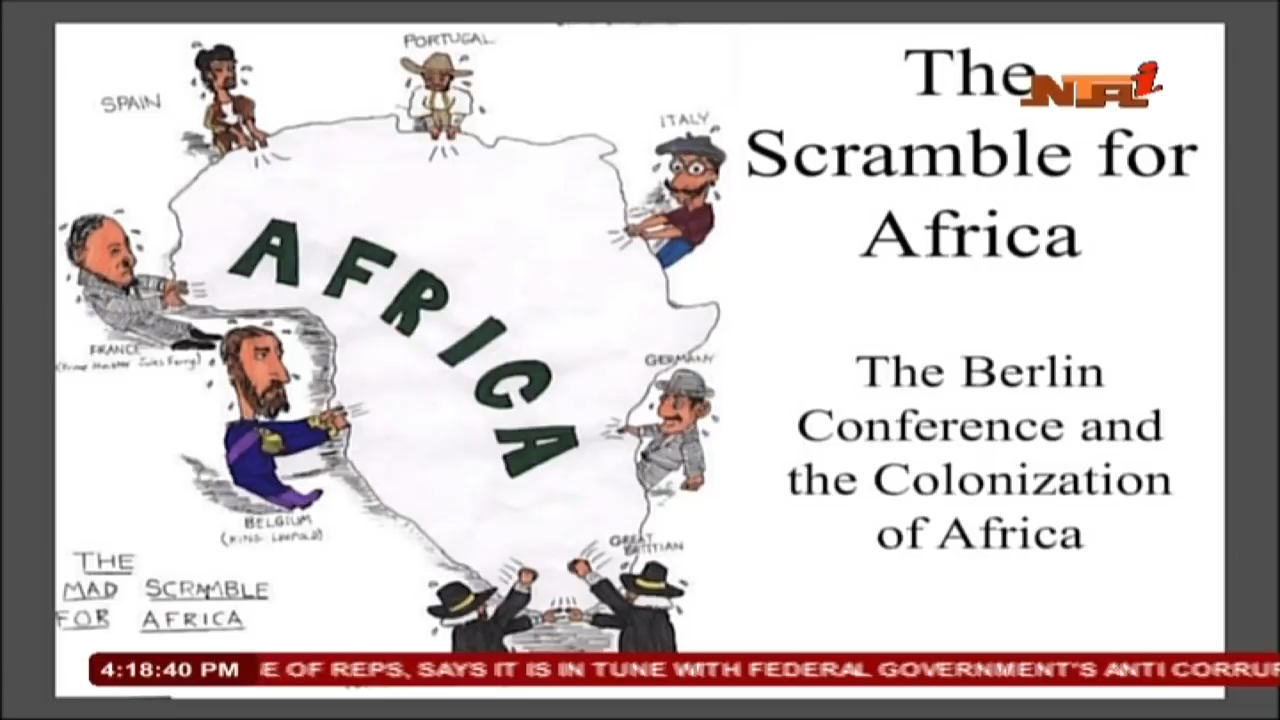 PORTUGAL
SPAIN
ITALY
AFRICA
FRANCE
GERMANY
BELGIUM
(KING LEOPOLD)
GREAT
BRITIAN
THE
MAD SCRAMBLE
FOR AFRICA
The
Scramble for
Africa
NTA i
The Berlin
Conference and
the Colonization
of Africa
4:18:40 PM E OF REPS, SAYS IT IS IN TUNE WITH FEDERAL GOVERNMENT'S ANTI CORRUP